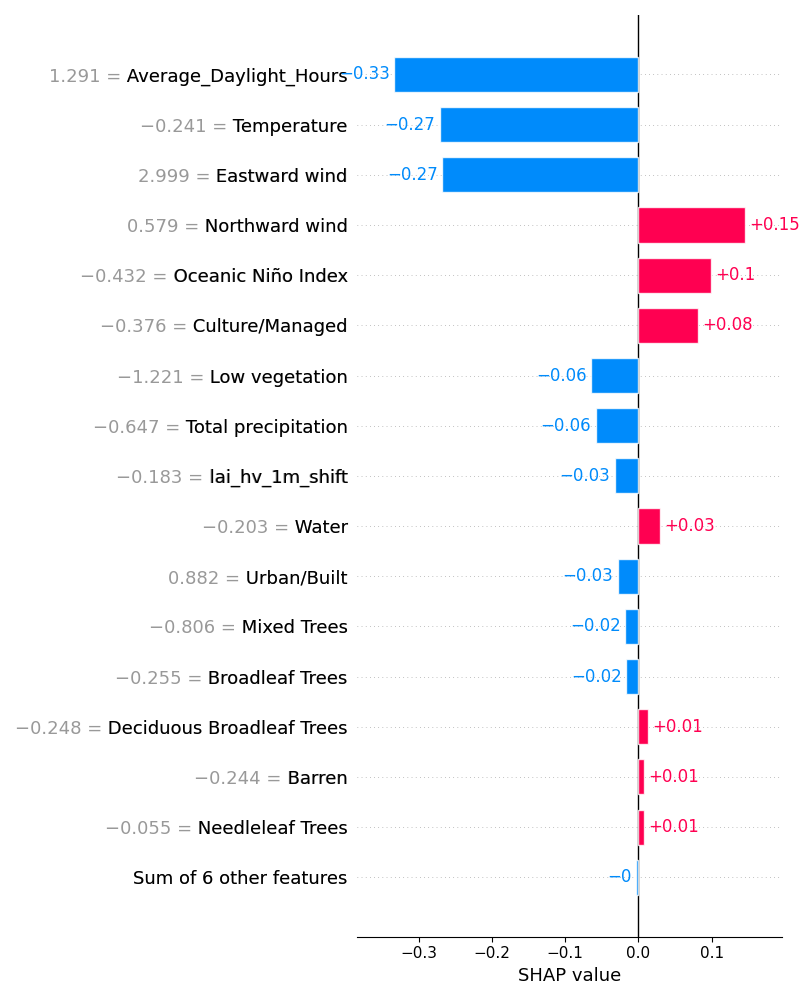 1.291 = Average_Daylight_Hours −0.33
−0.241 = Temperature −0.27
2.999 = Eastward wind −0.27
0.579 = Northward wind +0.15
−0.432 = Oceanic Niño Index +0.1
−0.376 = Culture/Managed +0.08
−1.221 = Low vegetation −0.06
−0.647 = Total precipitation −0.06
−0.183 = lai_hv_1m_shift −0.03
−0.203 = Water +0.03
0.882 = Urban/Built −0.03
−0.806 = Mixed Trees −0.02
−0.255 = Broadleaf Trees −0.02
−0.248 = Deciduous Broadleaf Trees +0.01
−0.244 = Barren +0.01
−0.055 = Needleleaf Trees +0.01
Sum of 6 other features −0
−0.3 −0.2 −0.1 0.0 0.1
SHAP value